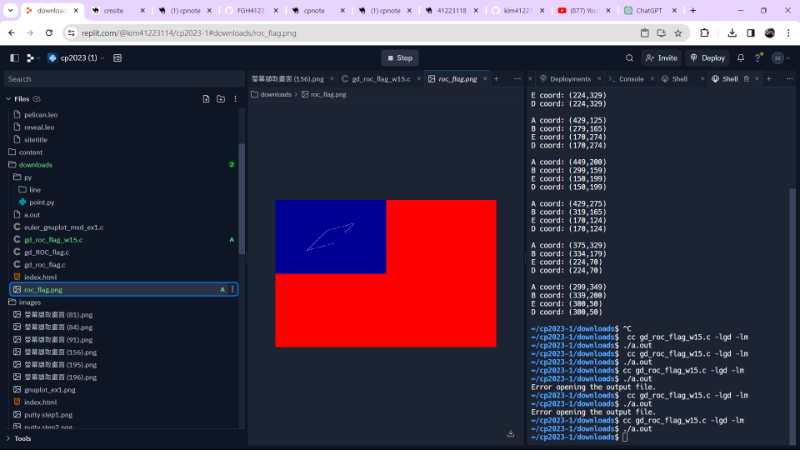 downloads
cmsite
(1) cpnote
FGH4122
cpnote
(1) cpnote
41223118
kim4122
(877) You
ChatGPT
replit.com/@kim41223114/cp2023-1#downloads/roc_flag.png
cp2023 (1)
Stop
Invite
Deploy
Search
螢幕擷取畫面 (156).png
gd_roc_flag_w15.c
roc_flag.png
Deployments
Console
Shell
Shell
Files
downloads > roc_flag.png
pelican.leo
reveal.leo
sitetitle
content
downloads
2
py
line
point.py
a.out
euler_gnuplot_msd_ex1.c
gd_roc_flag_w15.c
A
gd_ROC_flag.c
gd_roc_flag.c
index.html
roc_flag.png
A
images
螢幕擷取畫面 (81).png
螢幕擷取畫面 (84).png
螢幕擷取畫面 (91).png
螢幕擷取畫面 (156).png
螢幕擷取畫面 (195).png
螢幕擷取畫面 (196).png
gnuplot_ex1.png
index.html
putty step1.png
putty step2.png
Tools
E coord: (224,329)
D coord: (224,329)
A coord: (429,125)
B coord: (279,165)
E coord: (170,274)
D coord: (170,274)
A coord: (449,200)
B coord: (299,159)
E coord: (150,199)
D coord: (150,199)
A coord: (429,275)
B coord: (319,165)
E coord: (170,124)
D coord: (170,124)
A coord: (375,329)
B coord: (334,179)
E coord: (224,70)
D coord: (224,70)
A coord: (299,349)
B coord: (339,200)
E coord: (300,50)
D coord: (300,50)
~/cp2023-1/downloads$ ^C
~/cp2023-1/downloads$  cc gd_roc_flag_w15.c -lgd -lm
~/cp2023-1/downloads$ ./a.out
~/cp2023-1/downloads$ cc gd_roc_flag_w15.c -lgd -lm
~/cp2023-1/downloads$ ./a.out
Error opening the output file.
~/cp2023-1/downloads$  cc gd_roc_flag_w15.c -lgd -lm
~/cp2023-1/downloads$ ./a.out
Error opening the output file.
~/cp2023-1/downloads$ cc gd_roc_flag_w15.c -lgd -lm
~/cp2023-1/downloads$ ./a.out
~/cp2023-1/downloads$